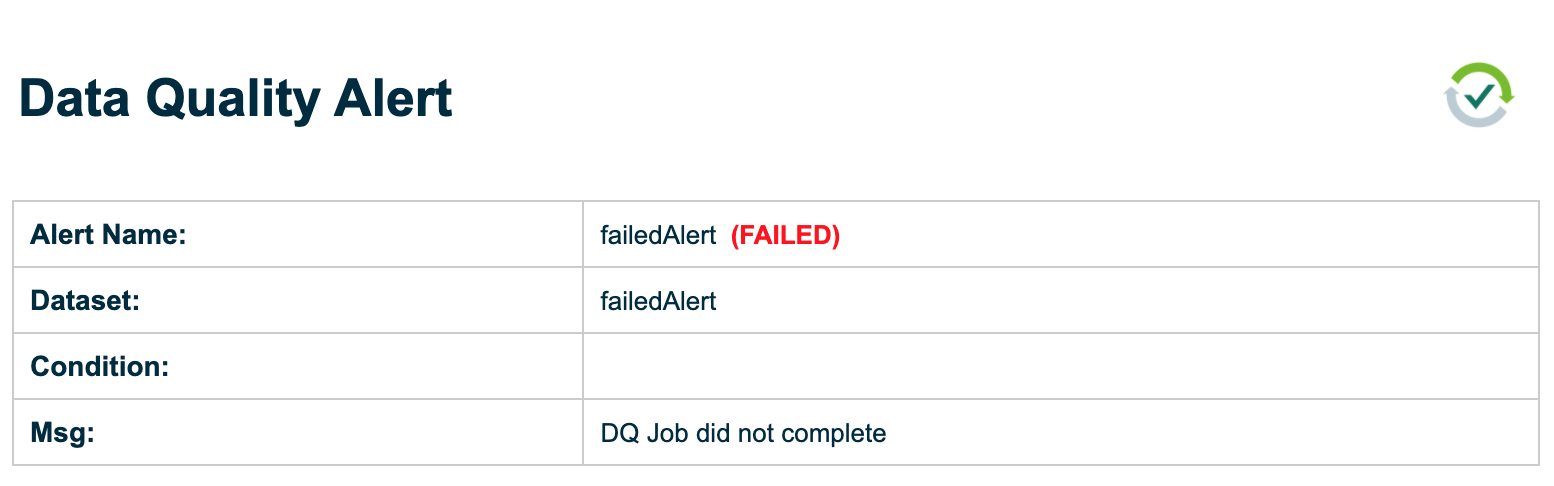 Data Quality Alert
Alert Name: failedAlert (FAILED)
Dataset: failedAlert
Condition:
Msg: DQ Job did not complete